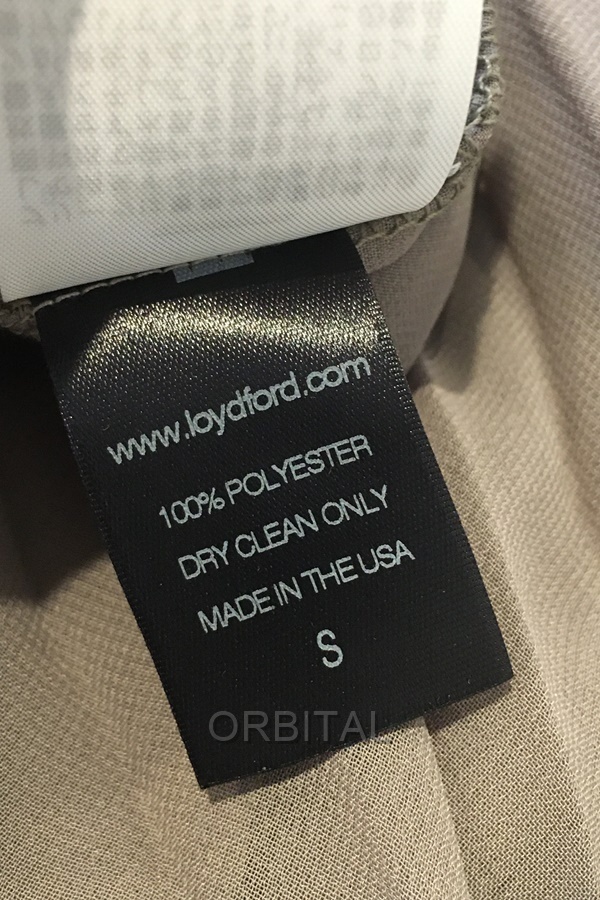 www.loydford.com
100% POLYESTER
DRY CLEAN ONLY
MADE IN THE USA
S
ORBITAL